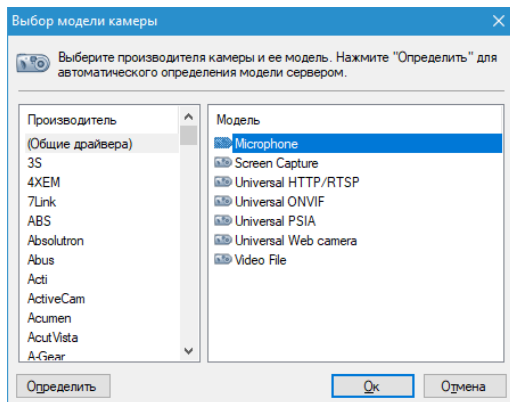 Выбор модели камеры
Выберите производителя камеры и ее модель. Нажмите "Определить" для
автоматического определения модели сервером.
Производитель
(Общие драйвера)
3S
4XEM
7Link
ABS
Absolutron
Abus
Acti
ActiveCam
Acumen
AcutVista
A-Gear
Модель
Microphone
Screen Capture
Universal HTTP/RTSP
Universal ONVIF
Universal PSIA
Universal Web camera
Video File
Определить
Ок
Отмена